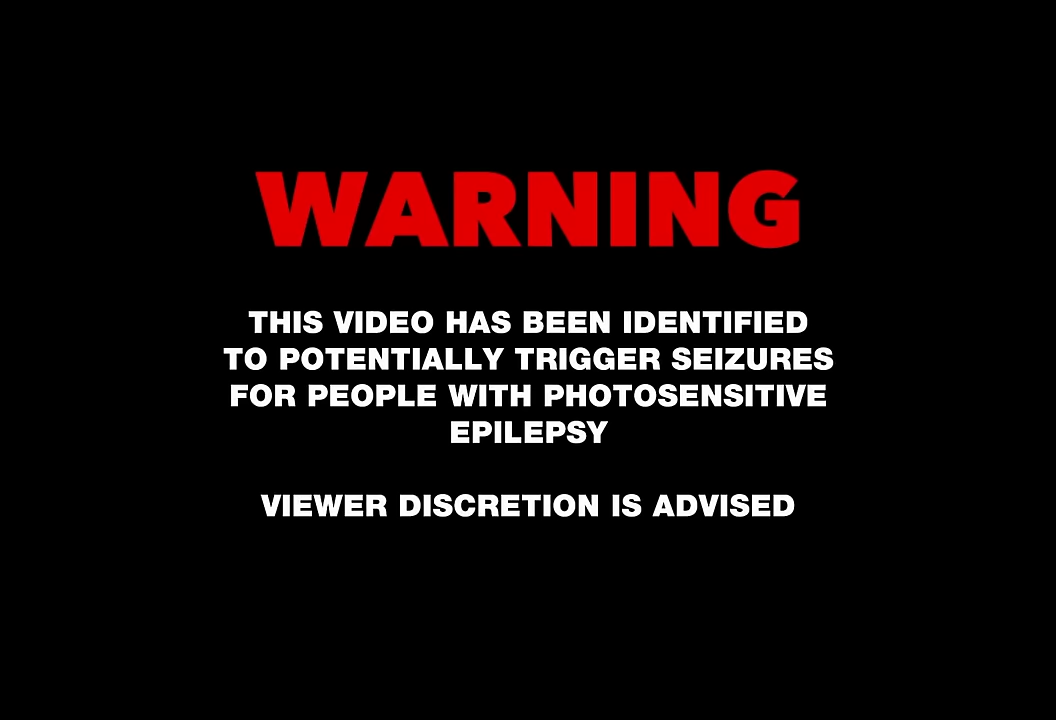 WARNING
THIS VIDEO HAS BEEN IDENTIFIED
TO POTENTIALLY TRIGGER SEIZURES
FOR PEOPLE WITH PHOTOSENSITIVE
EPILEPSY
VIEWER DISCRETION IS ADVISED